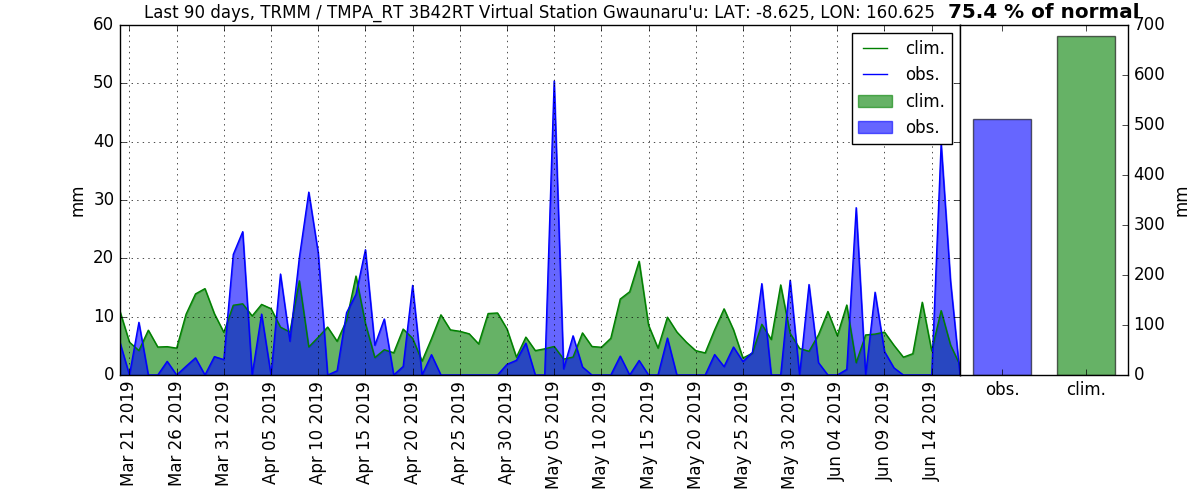 Last 90 days, TRMM / TMPA_RT 3B42RT Virtual Station Gwaunaru'u: LAT: -8.625, LON: 160.625
75.4 % of normal
60
50
40
30
20
10
0
mm
clim.
obs.
clim.
obs.
Mar 21 2019
Mar 26 2019
Mar 31 2019
Apr 05 2019
Apr 10 2019
Apr 15 2019
Apr 20 2019
Apr 25 2019
Apr 30 2019
May 05 2019
May 10 2019
May 15 2019
May 20 2019
May 25 2019
May 30 2019
Jun 04 2019
Jun 09 2019
Jun 14 2019
700
600
500
400
300
200
100
0
mm
obs.
clim.